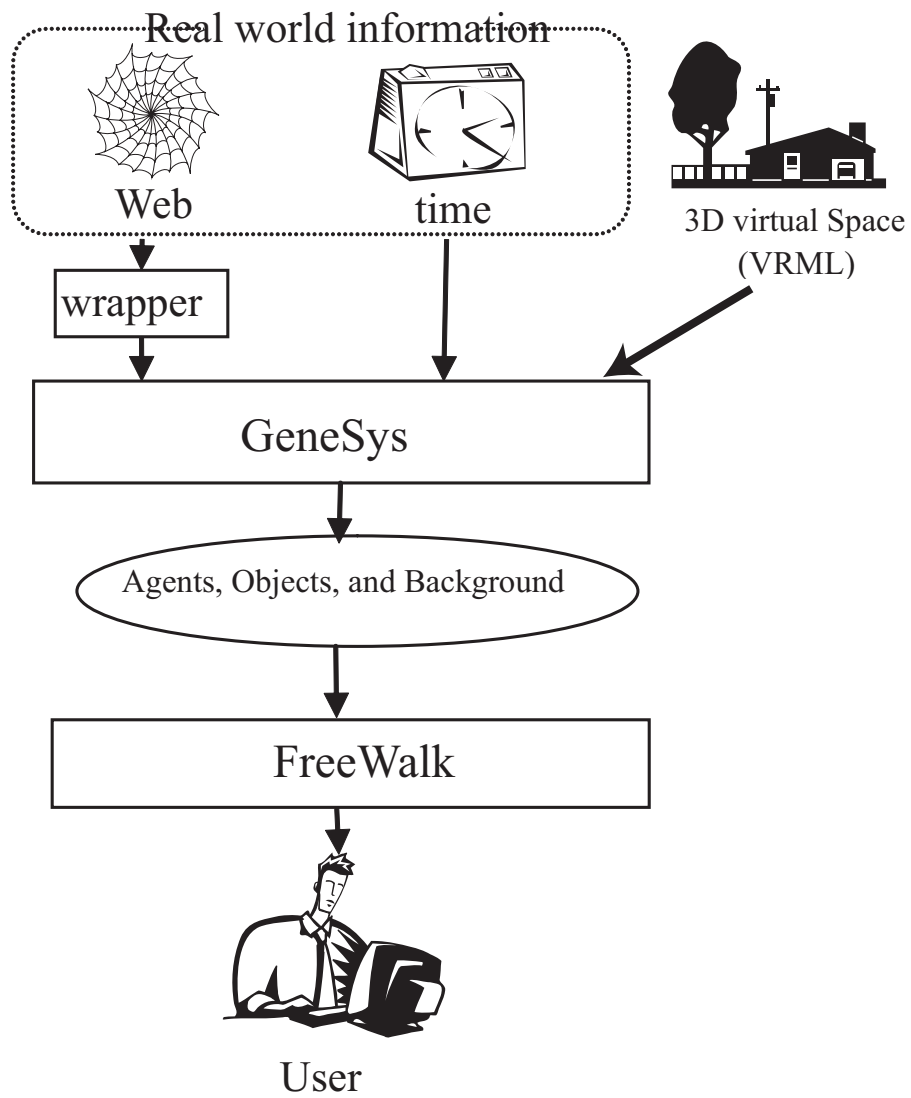 Real world information
Web
time
3D virtual Space
(VRML)
wrapper
GeneSys
Agents, Objects, and Background
FreeWalk
User